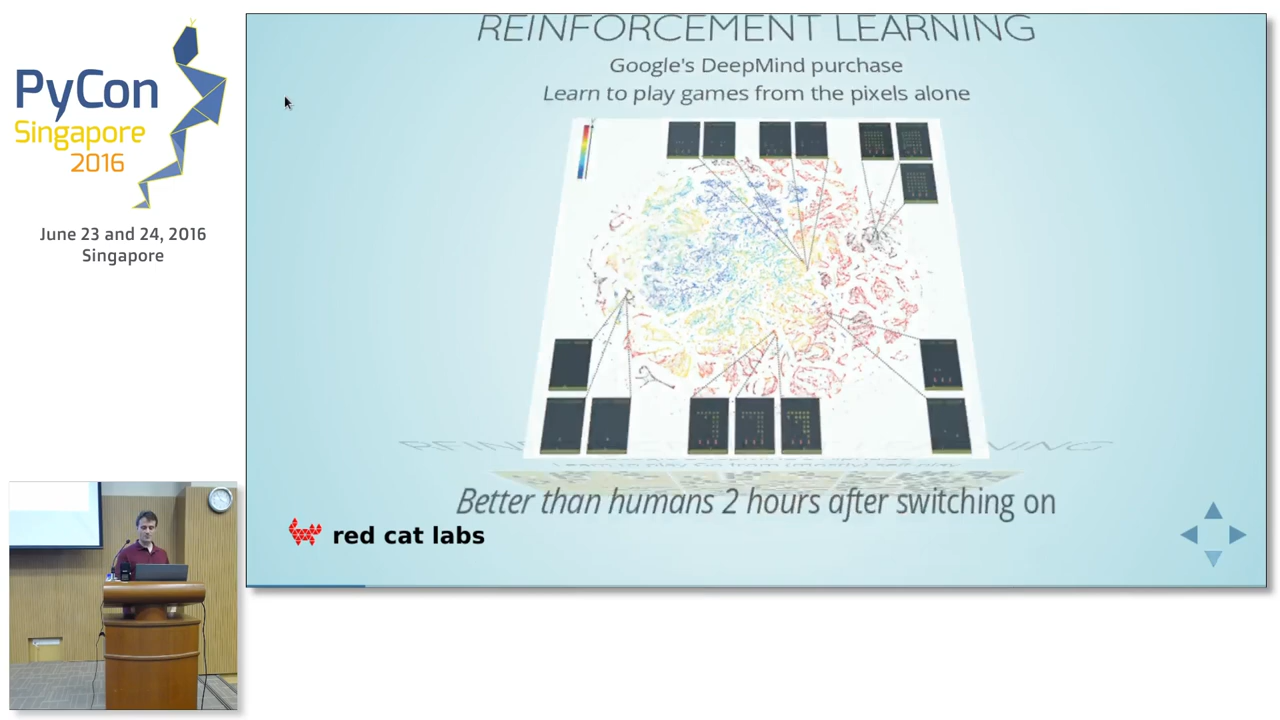 PyCon
Singapore
2016
June 23 and 24, 2016
Singapore
REINFORCEMENT LEARNING
Google's DeepMind purchase
Learn to play games from the pixels alone
Better than humans 2 hours after switching on
red cat labs